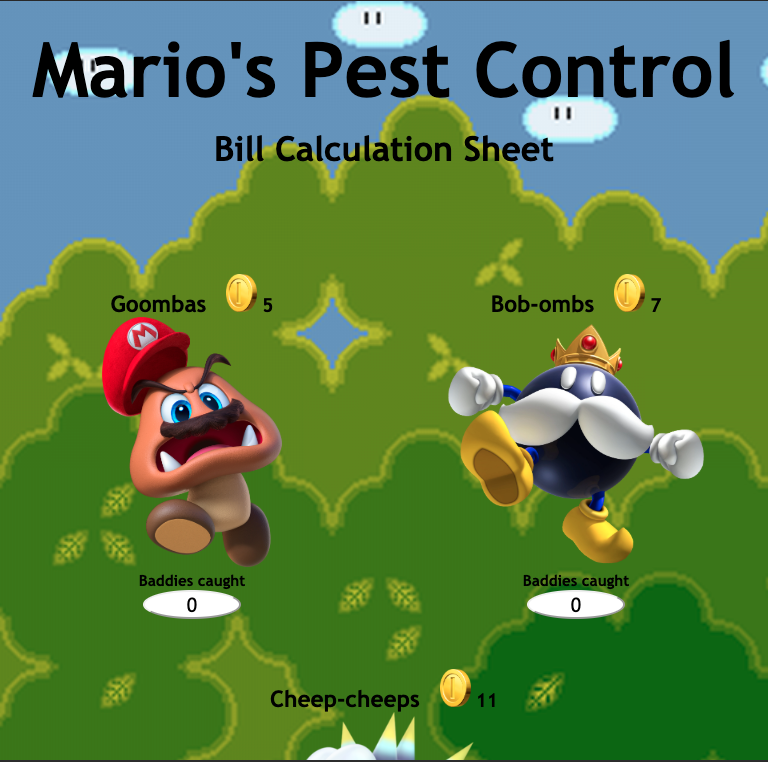 Mario's Pest Control
Bill Calculation Sheet
Goombas 5
Bob-ombs 7
M
Baddies caught
0
Baddies caught
0
Cheep-cheeps 11